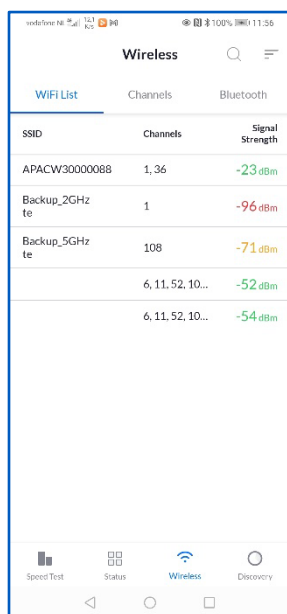 vodafone NL 12,1 K/s 100% 11:56
Wireless
WiFi List Channels Bluetooth
SSID Channels Signal
Strength
APACW30000088 1, 36 -23 dBm
Backup_2GHz
te 1 -96 dBm
Backup_5GHz
te 108 -71 dBm
6, 11, 52, 10... -52 dBm
6, 11, 52, 10... -54 dBm
Speed Test Status Wireless Discovery